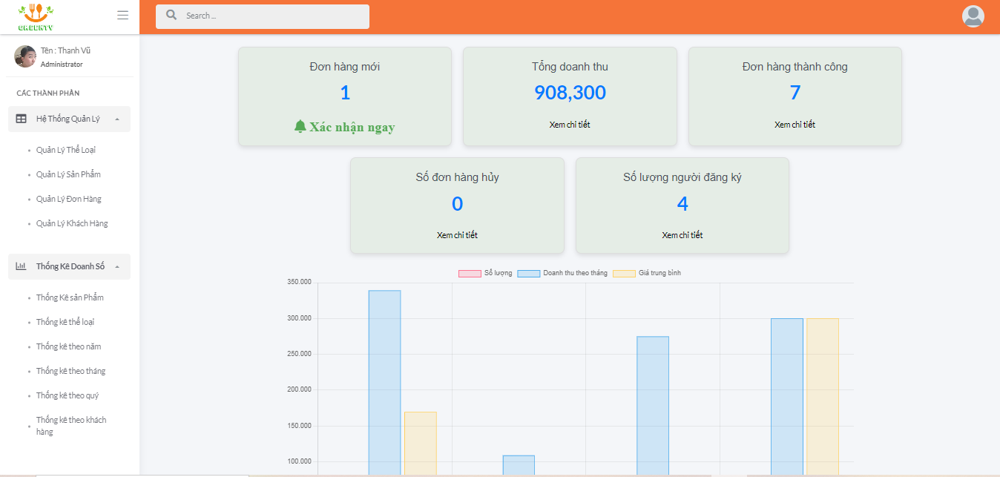 GREENTY
Search ...
Tên : Thanh Vũ
Administrator
CÁC THÀNH PHẦN
Hệ Thống Quản Lý
Quản Lý Thể Loại
Quản Lý Sản Phẩm
Quản Lý Đơn Hàng
Quản Lý Khách Hàng
Thống Kê Doanh Số
Thống Kê sản Phẩm
Thống kê thể loại
Thống kê theo năm
Thống kê theo tháng
Thống kê theo quý
Thống kê theo khách
hàng
Đơn hàng mới
1
Xác nhận ngay
Tổng doanh thu
908,300
Xem chi tiết
Đơn hàng thành công
7
Xem chi tiết
Số đơn hàng hủy
0
Xem chi tiết
Số lượng người đăng ký
4
Xem chi tiết
Số lượng
Doanh thu theo tháng
Giá trung bình
350.000
300.000
250.000
200.000
150.000
100.000